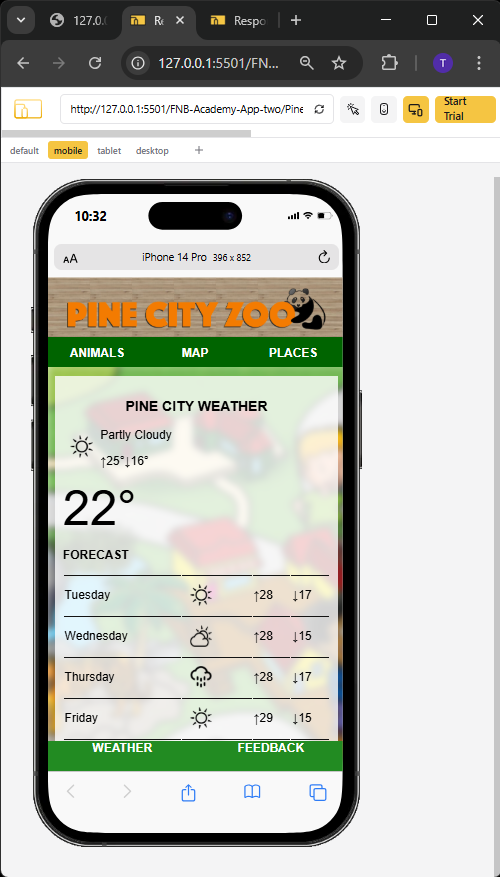 127.0.
Re
Respo
127.0.0.1:5501/FN...
T
http://127.0.0.1:5501/FNB-Academy-App-two/Pine
Start Trial
default mobile tablet desktop +
10:32
AA iPhone 14 Pro 396 x 852
PINE CITY ZOO
ANIMALS MAP PLACES
PINE CITY WEATHER
Partly Cloudy
↑25°↓16°
22°
FORECAST
Tuesday ↑28 ↓17
Wednesday ↑28 ↓15
Thursday ↑28 ↓17
Friday ↑29 ↓15
WEATHER FEEDBACK